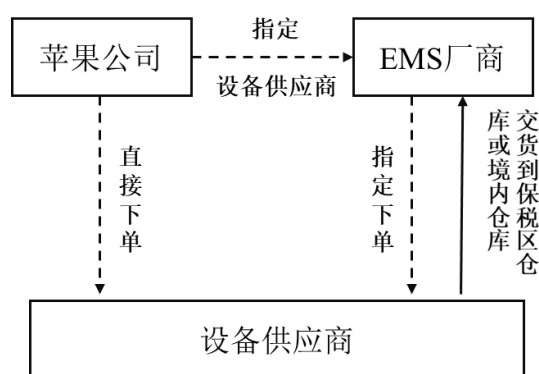 苹果公司
指定
设备供应商
EMS厂商
直接下单
指定下单
交货到保税区仓
库或境内仓库
设备供应商